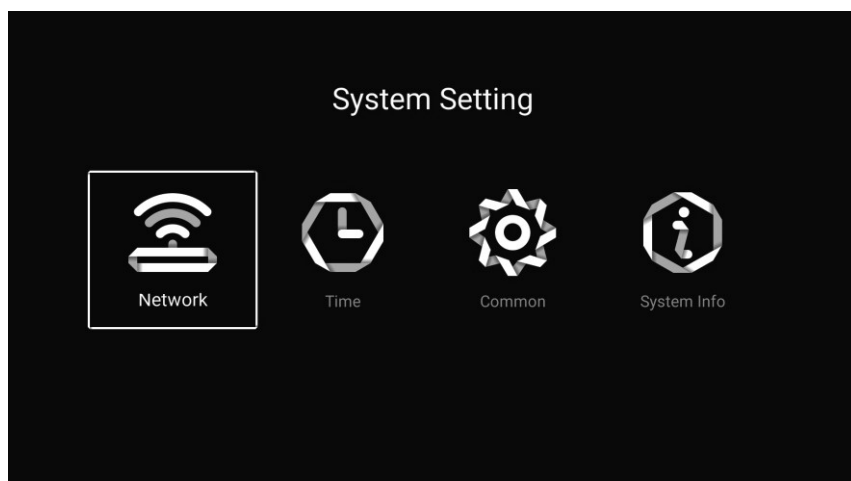 System Setting
Network
Time
Common
System Info